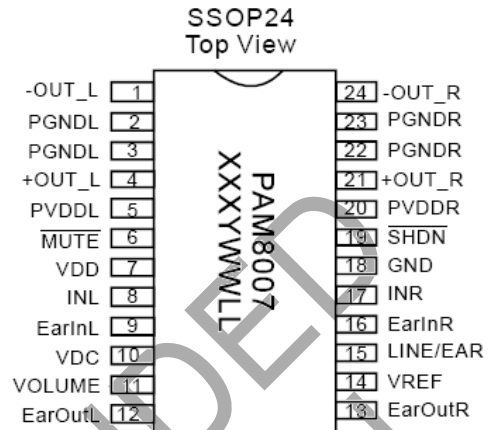 SSOP24
Top View
-OUT_L 1
PGNDL 2
PGNDL 3
+OUT_L 4
PVDDL 5
MUTE 6
VDD 7
INL 8
EarInL 9
VDC 10
VOLUME 11
EarOutL 12
PAM8007
XXXYWWLL
24 -OUT_R
23 PGNDR
22 PGNDR
21 +OUT_R
20 PVDDR
19 SHDN
18 GND
17 INR
16 EarInR
15 LINE/EAR
14 VREF
13 EarOutR